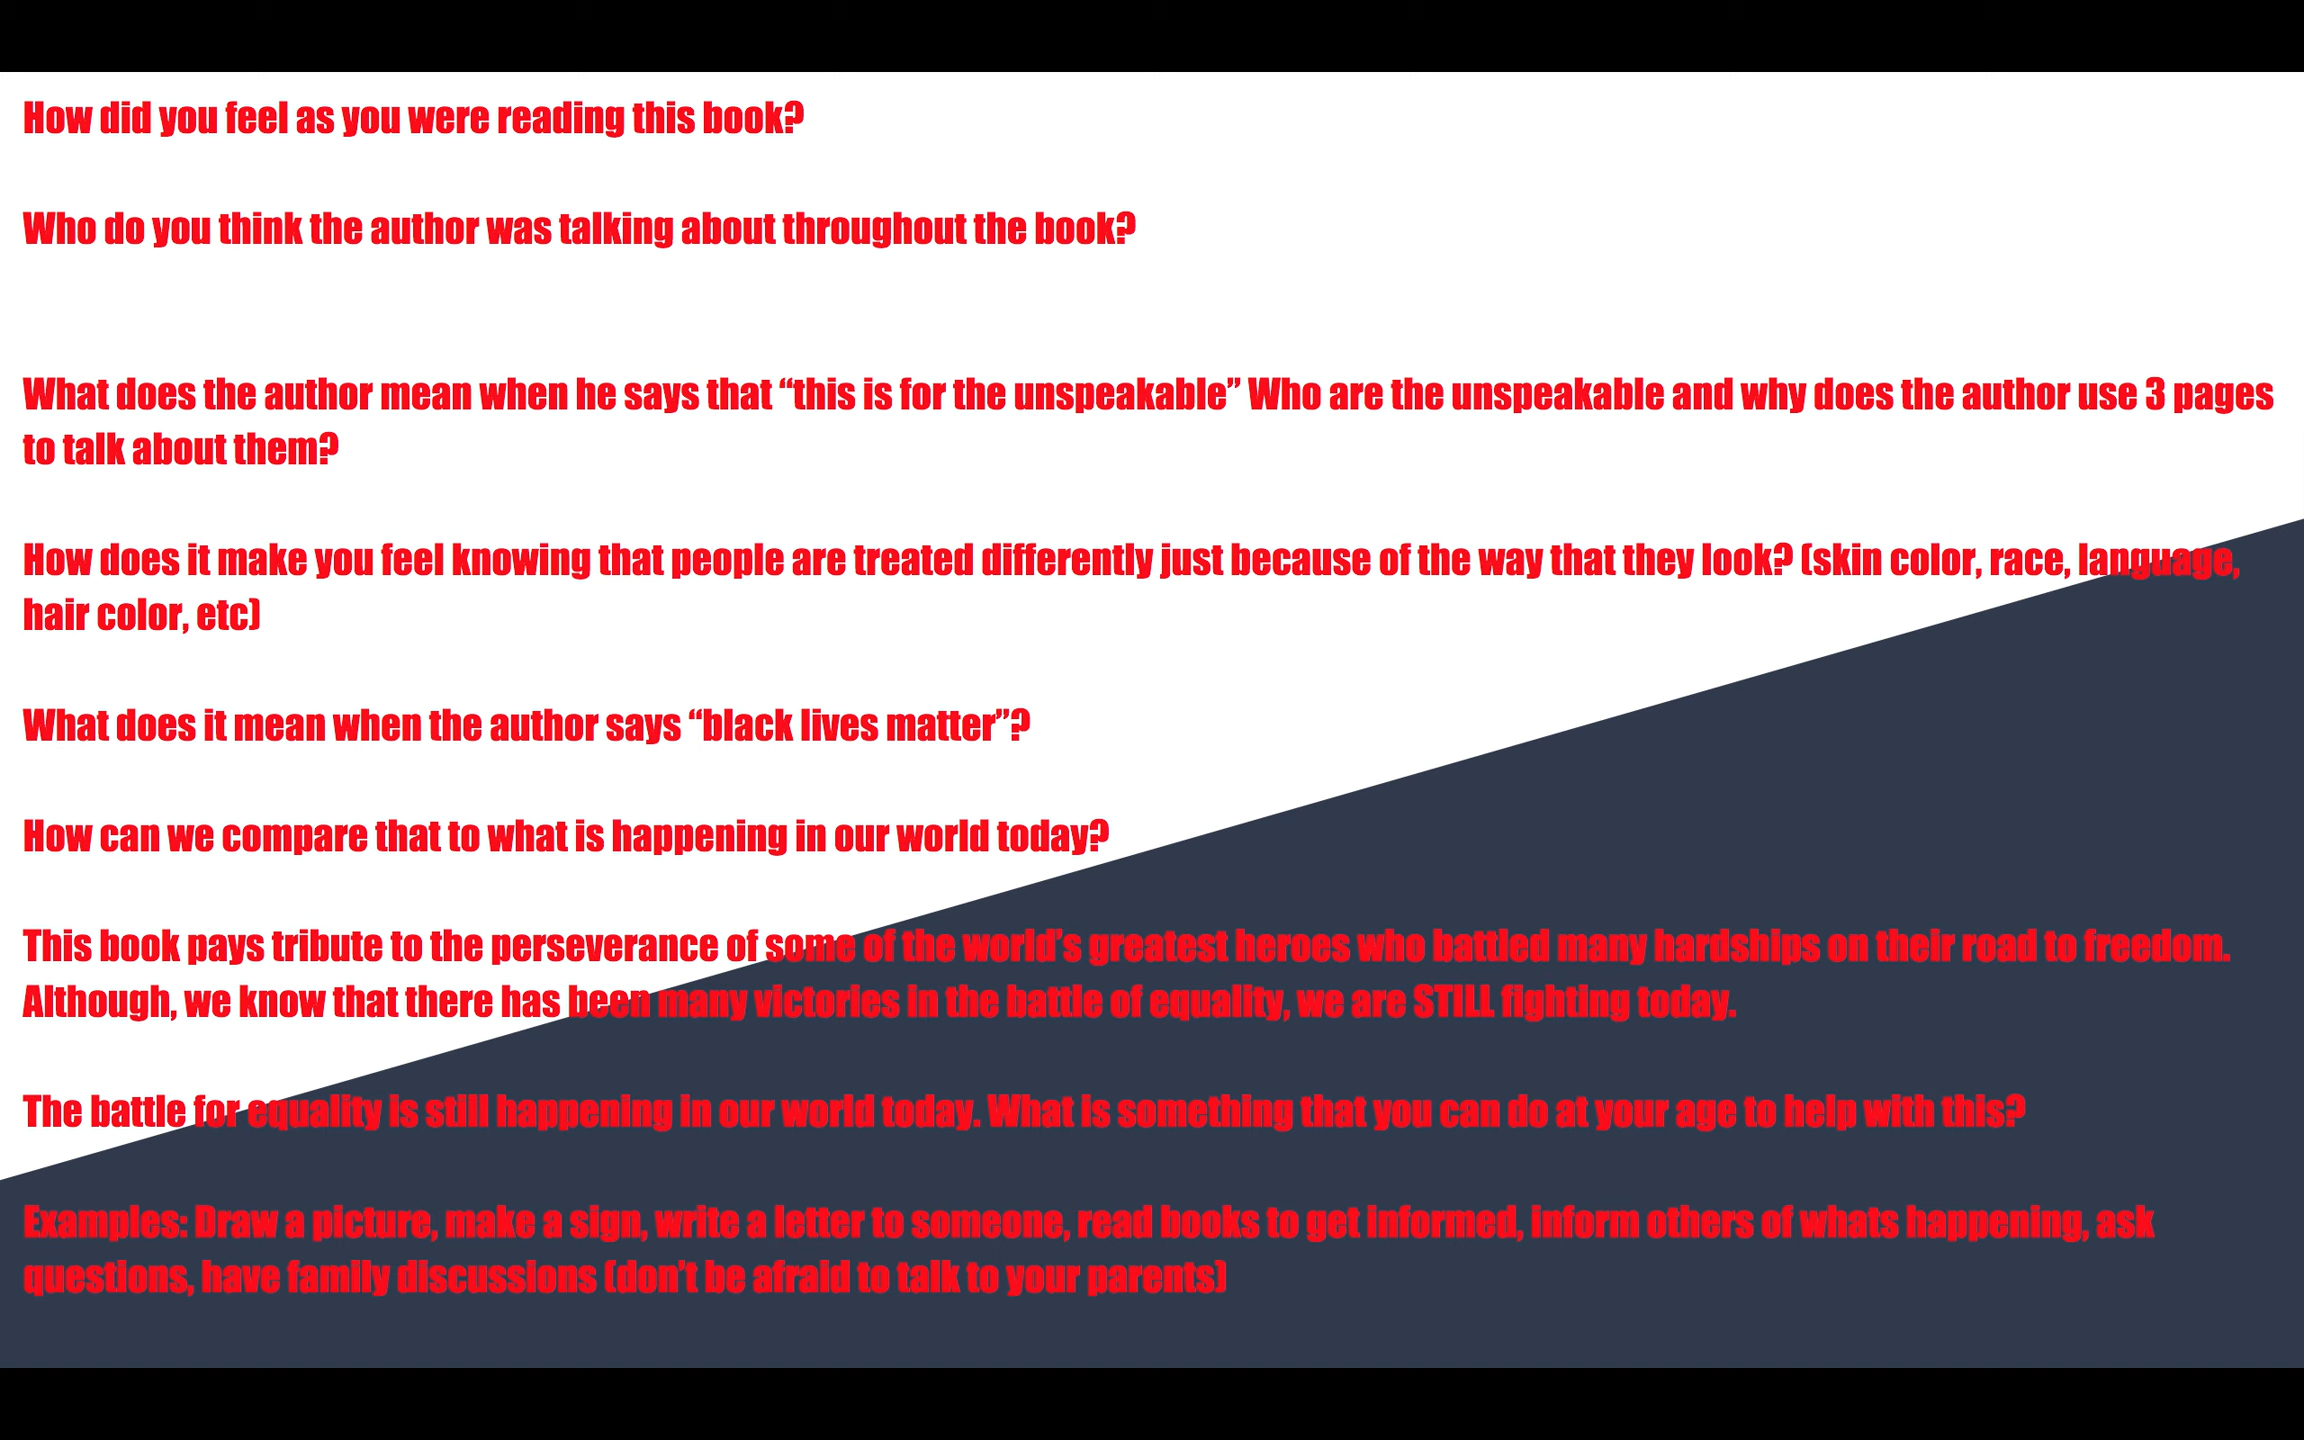 How did you feel as you were reading this book?
Who do you think the author was talking about throughout the book?
What does the author mean when he says that “this is for the unspeakable” Who are the unspeakable and why does the author use 3 pages
to talk about them?
How does it make you feel knowing that people are treated differently just because of the way that they look? (skin color, race, language,
hair color, etc)
What does it mean when the author says “black lives matter”?
How can we compare that to what is happening in our world today?
This book pays tribute to the perseverance of some of the world’s greatest heroes who battled many hardships on their road to freedom.
Although, we know that there has been many victories in the battle of equality, we are STILL fighting today.
The battle for equality is still happening in our world today. What is something that you can do at your age to help with this?
Examples: Draw a picture, make a sign, write a letter to someone, read books to get informed, inform others of whats happening, ask
questions, have family discussions (don’t be afraid to talk to your parents)